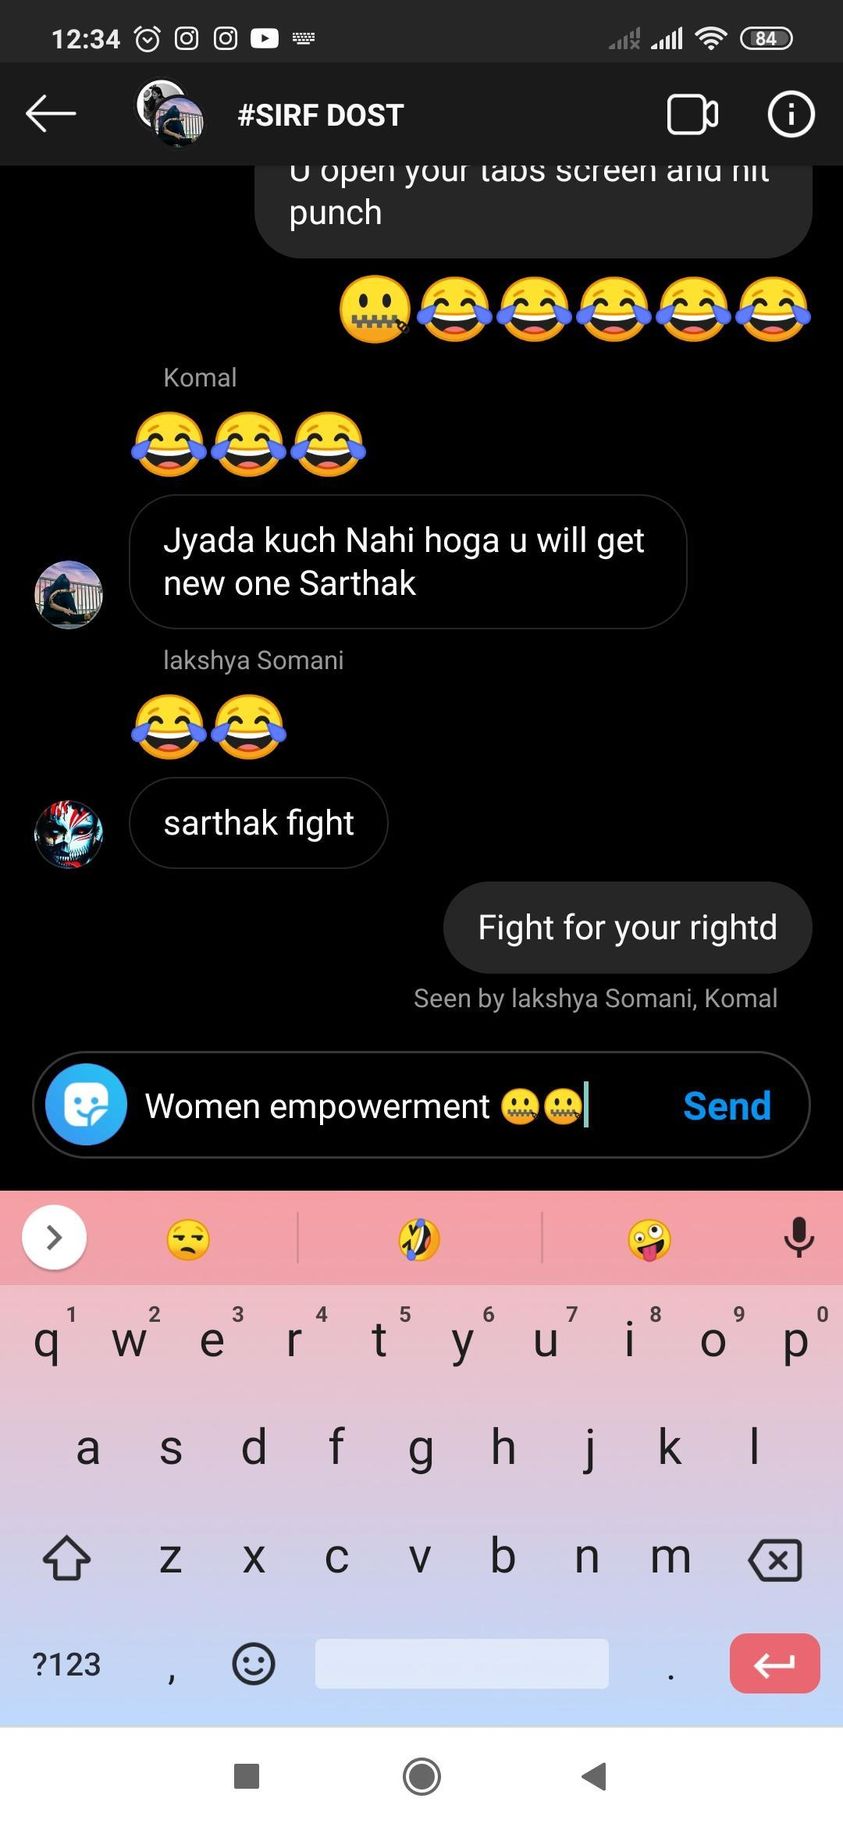 12:34
84
#SIRF DOST
U open your tabs screen and hit
punch
🤐😂😂😂😂😂
Komal
😂😂😂
Jyada kuch Nahi hoga u will get
new one Sarthak
lakshya Somani
😂😂
sarthak fight
Fight for your rightd
Seen by lakshya Somani, Komal
Women empowerment 🤐🤐 Send
😒 🤣 🤪
1 2 3 4 5 6 7 8 9 0
q w e r t y u i o p
a s d f g h j k l
z x c v b n m
?123 , .